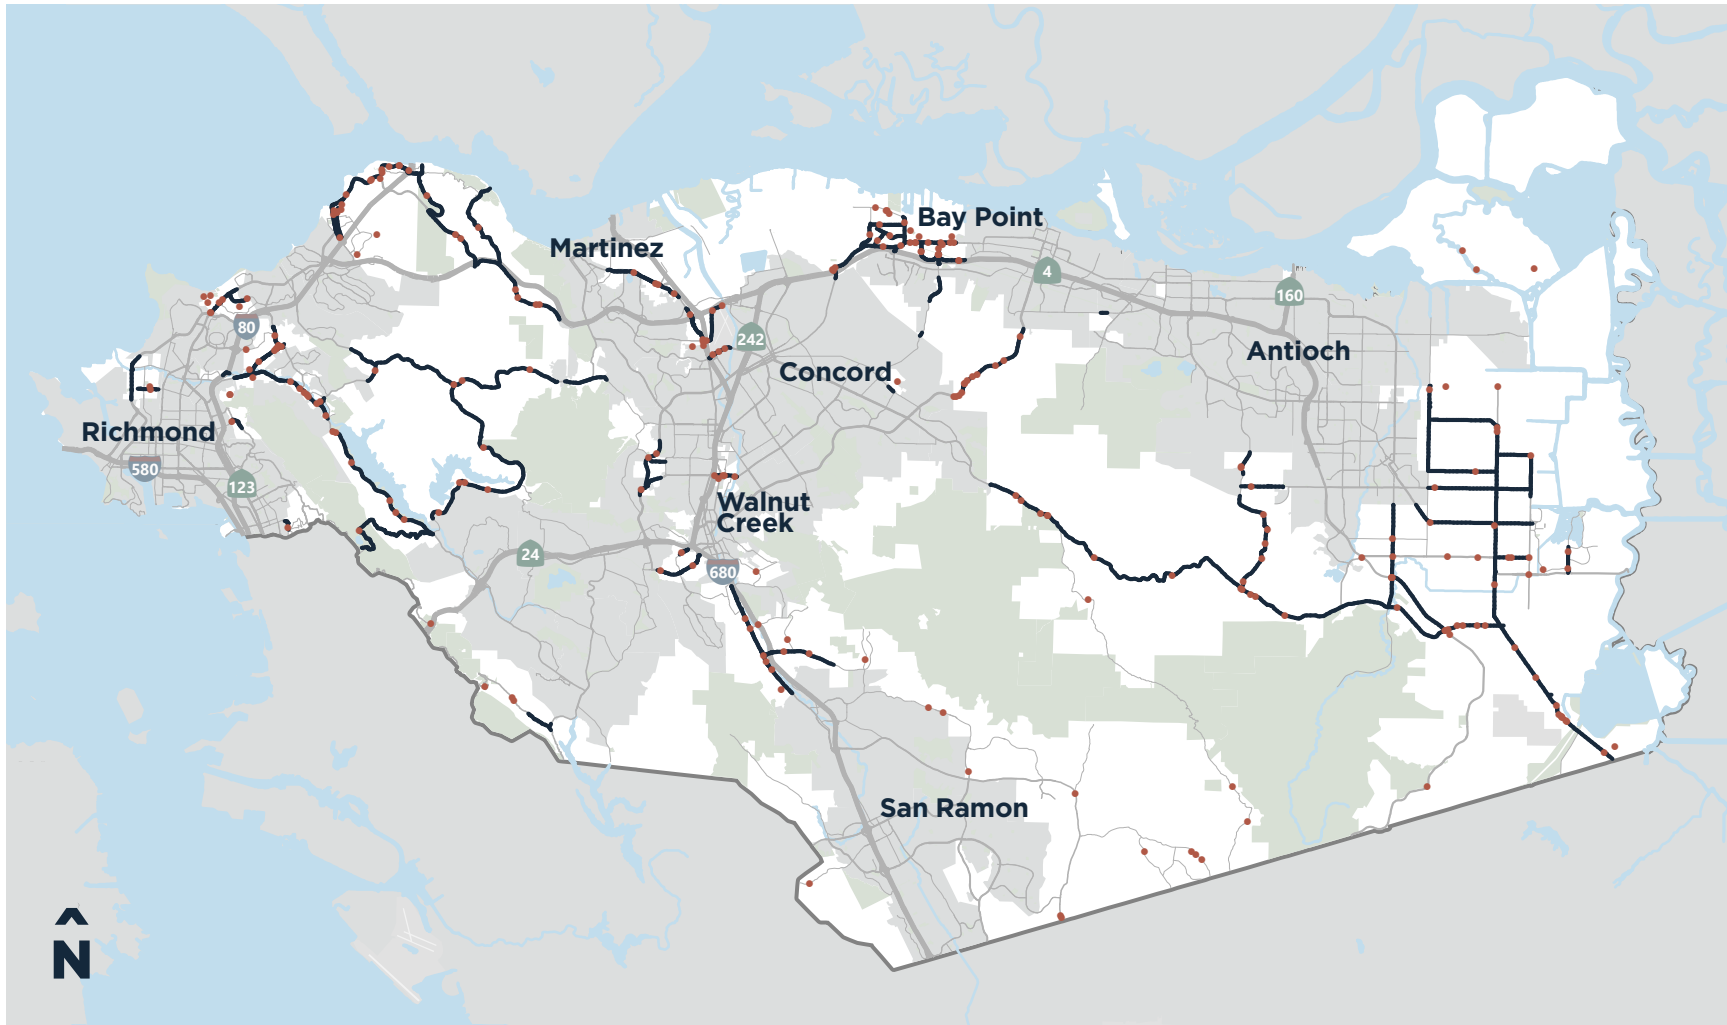 Bay Point
Martinez
4
160
80
242
Antioch
Concord
Richmond
580
123
Walnut
Creek
24
680
San Ramon
N